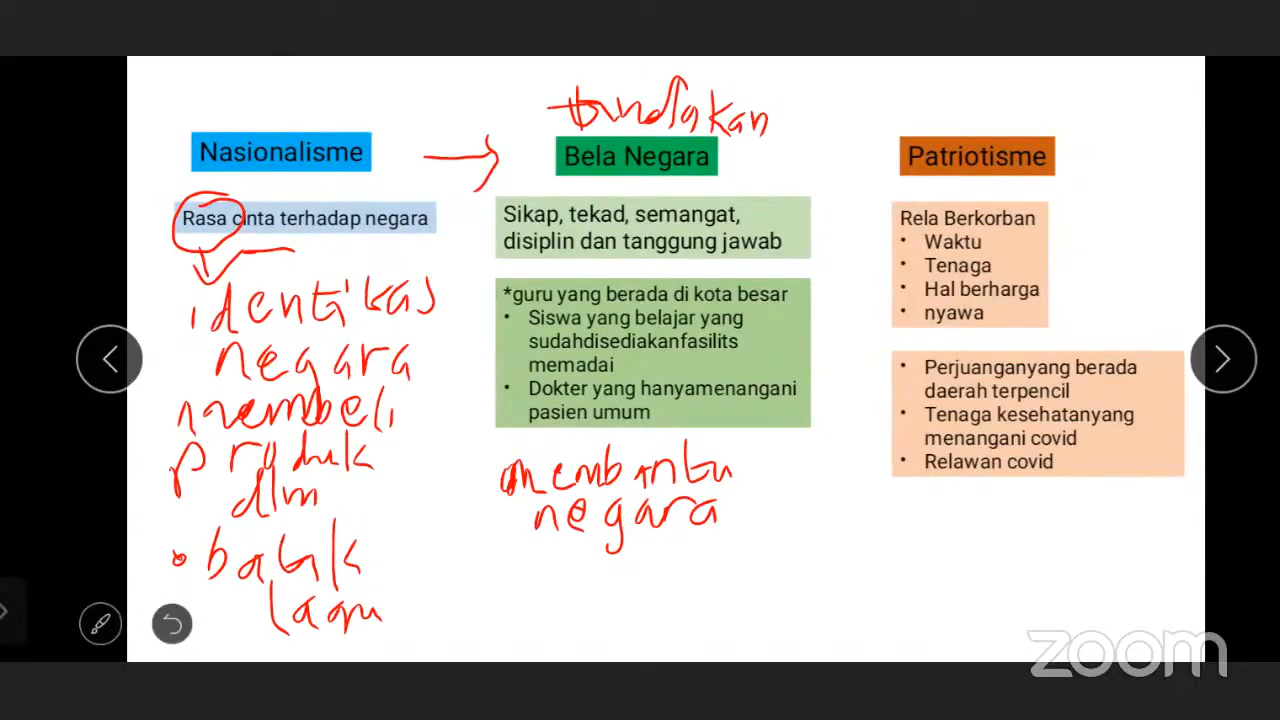 tindakan
Nasionalisme
Bela Negara
Patriotisme
Rasa cinta terhadap negara
identikas
negara
membeli
produk
dlm
batik
lagu
Sikap, tekad, semangat,
disiplin dan tanggung jawab
*guru yang berada di kota besar
• Siswa yang belajar yang
sudahdisediakanfasilits
memadai
• Dokter yang hanyamenangani
pasien umum
membantu
negara
Rela Berkorban
• Waktu
• Tenaga
• Hal berharga
• nyawa
• Perjuanganyang berada
daerah terpencil
• Tenaga kesehatanyang
menangani covid
• Relawan covid
zoom